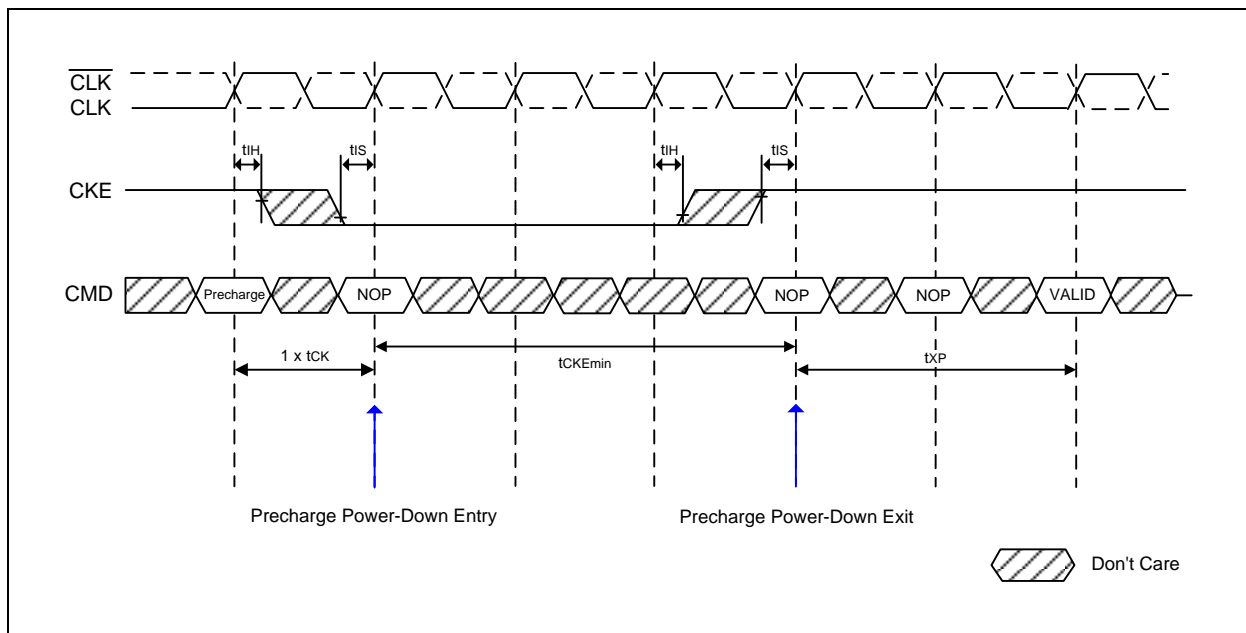 CLK
CLK
tIH
tIS
tIH
tIS
CKE
CMD
Precharge
NOP
NOP
NOP
VALID
1 x tCK
tCKEmin
tXP
Precharge Power-Down Entry
Precharge Power-Down Exit
Don't Care